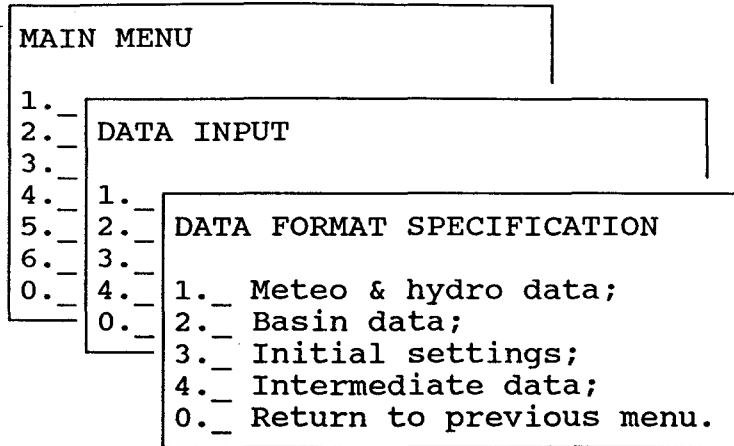 MAIN MENU
1._
2._
3._
4._
5._
6._
0._
DATA INPUT
1._
2._
3._
4._
0._
DATA FORMAT SPECIFICATION
1._ Meteo & hydro data;
2._ Basin data;
3._ Initial settings;
4._ Intermediate data;
0._ Return to previous menu.